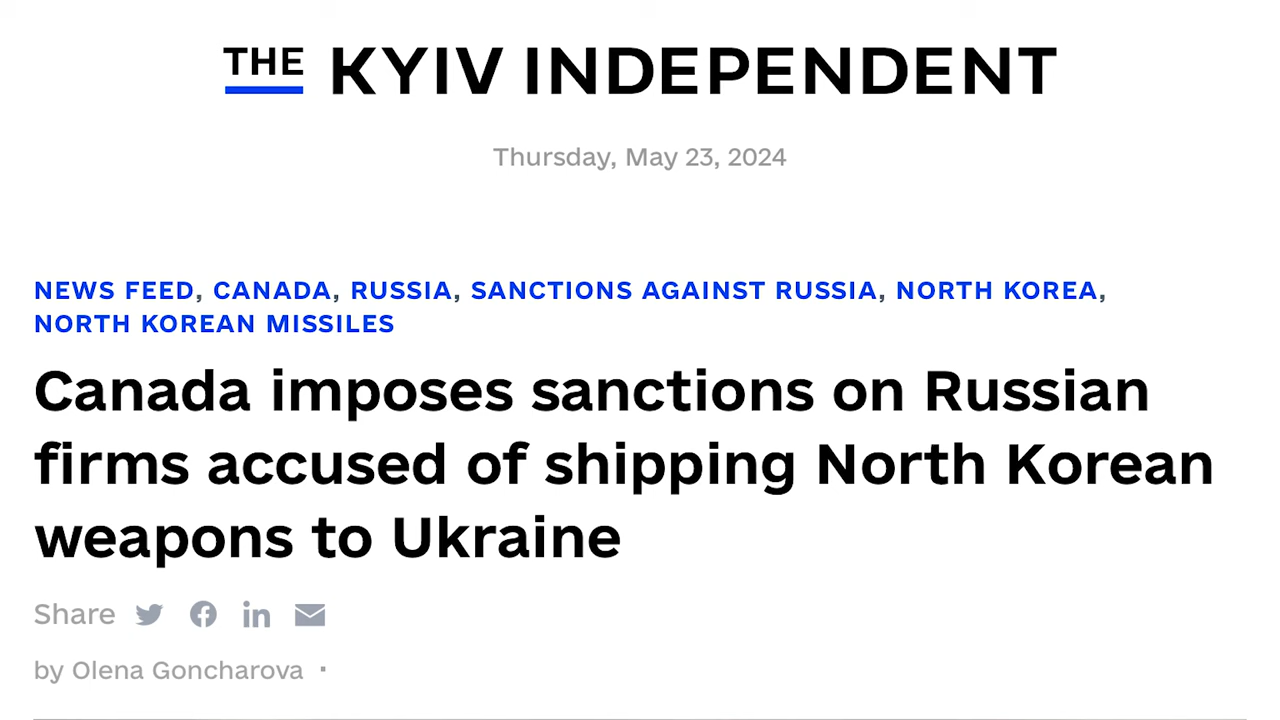 THE KYIV INDEPENDENT
Thursday, May 23, 2024
NEWS FEED, CANADA, RUSSIA, SANCTIONS AGAINST RUSSIA, NORTH KOREA,
NORTH KOREAN MISSILES
Canada imposes sanctions on Russian
firms accused of shipping North Korean
weapons to Ukraine
Share
by Olena Goncharova ·